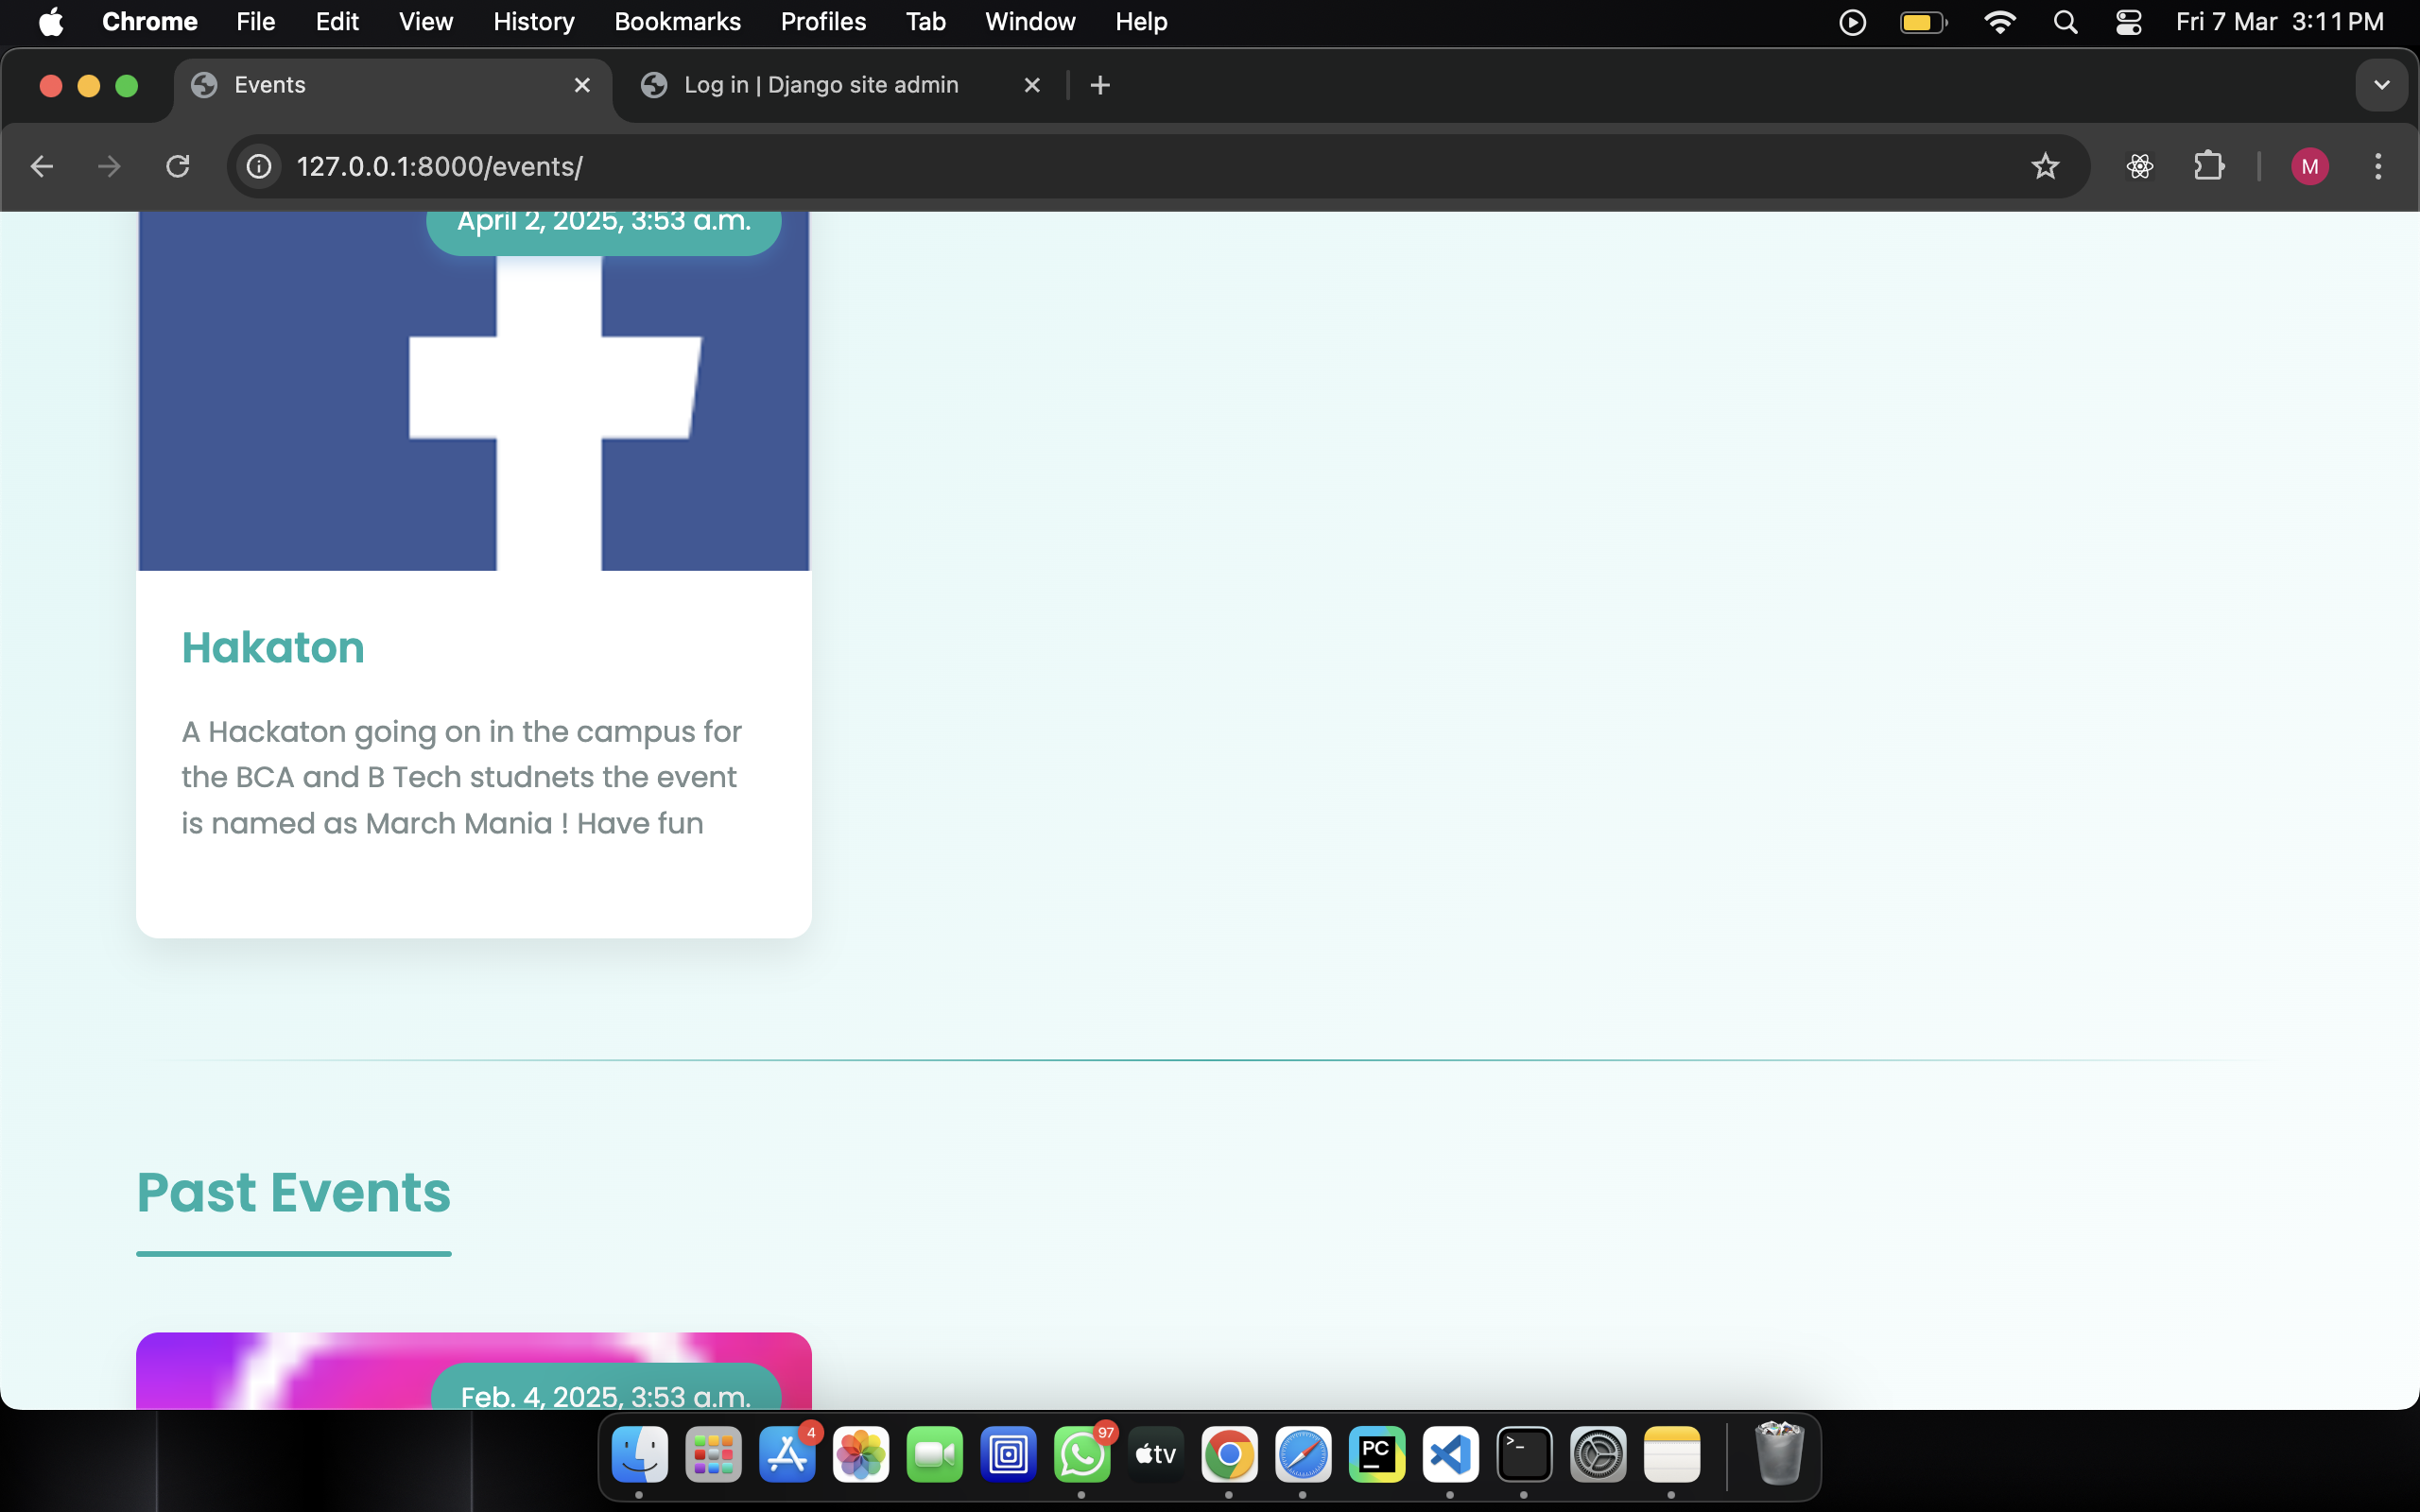 Chrome File Edit View History Bookmarks Profiles Tab Window Help Fri 7 Mar 3:11 PM
Events Log in | Django site admin
127.0.0.1:8000/events/ M
April 2, 2025, 3:53 a.m.
Hakaton
A Hackaton going on in the campus for
the BCA and B Tech studnets the event
is named as March Mania ! Have fun
Past Events
Feb. 4, 2025, 3:53 a.m.
4 97 tv PC >_